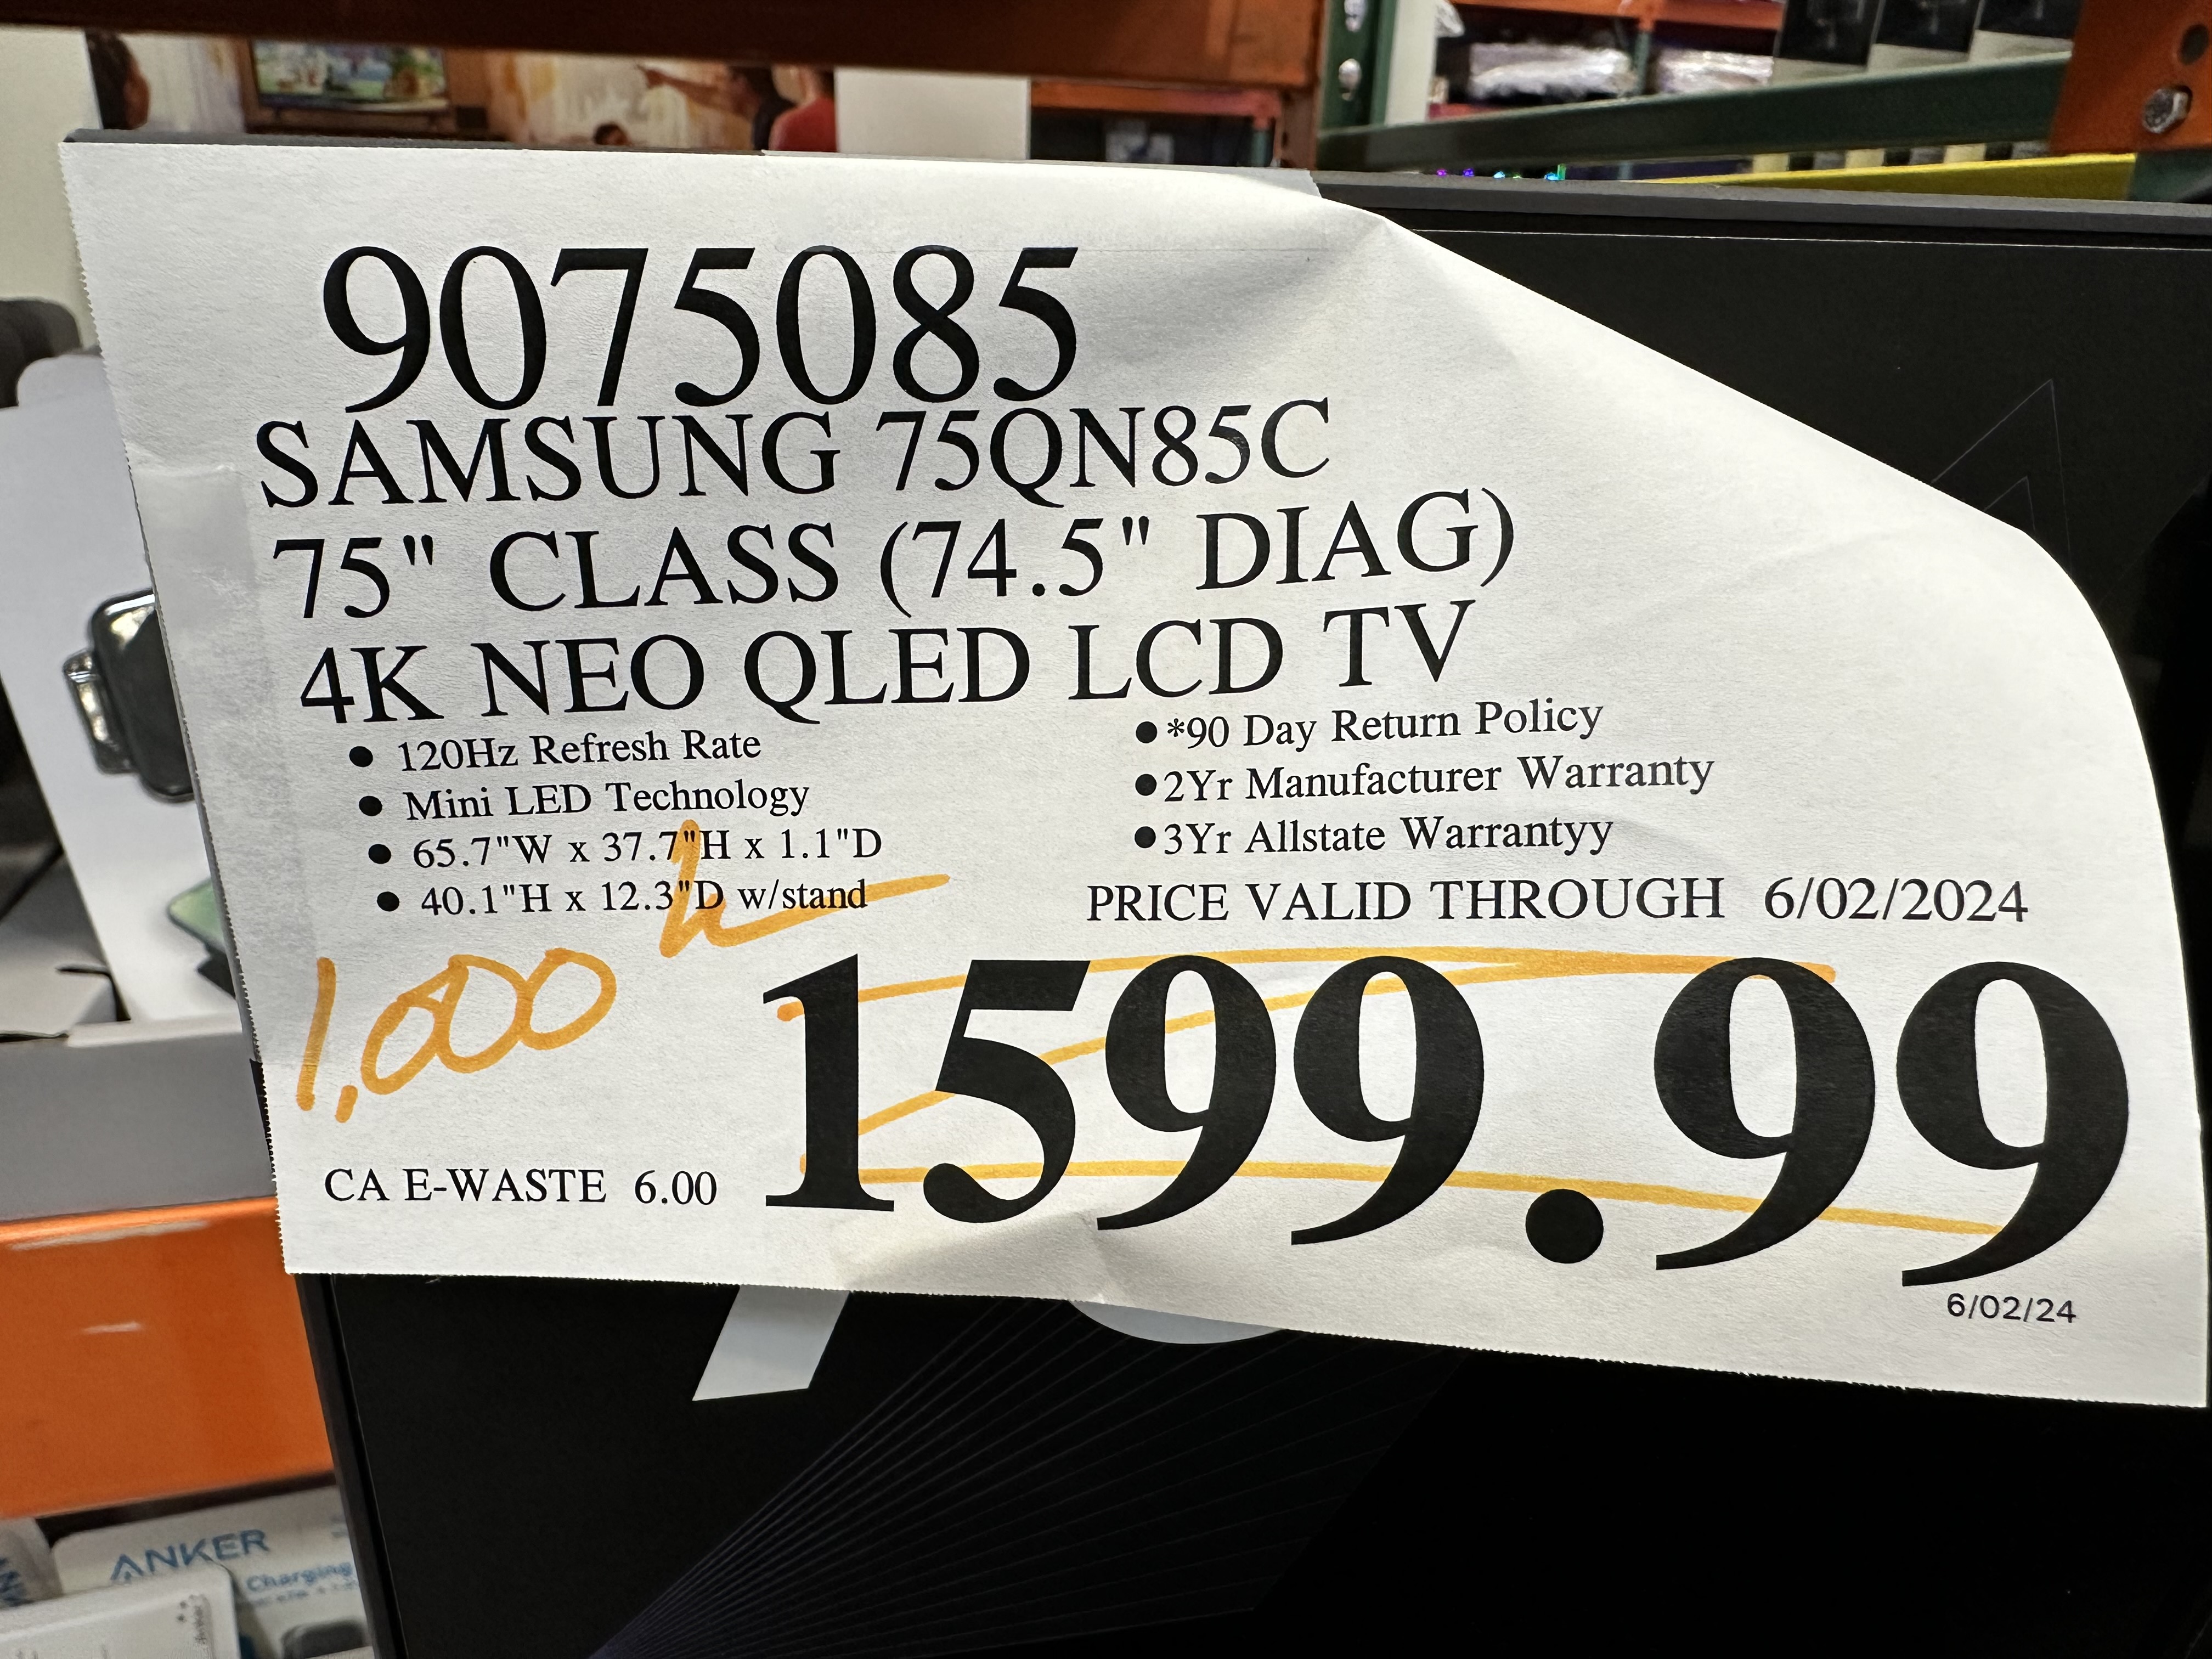 9075085
SAMSUNG 75QN85C
75" CLASS (74.5" DIAG)
4K NEO QLED LCD TV
● 120Hz Refresh Rate
● Mini LED Technology
● 65.7"W x 37.7"H x 1.1"D
● 40.1"H x 12.3"D w/stand
● *90 Day Return Policy
● 2Yr Manufacturer Warranty
● 3Yr Allstate Warrantyy
PRICE VALID THROUGH 6/02/2024
1,000
1599.99
CA E-WASTE 6.00
6/02/24
ANKER
Charging